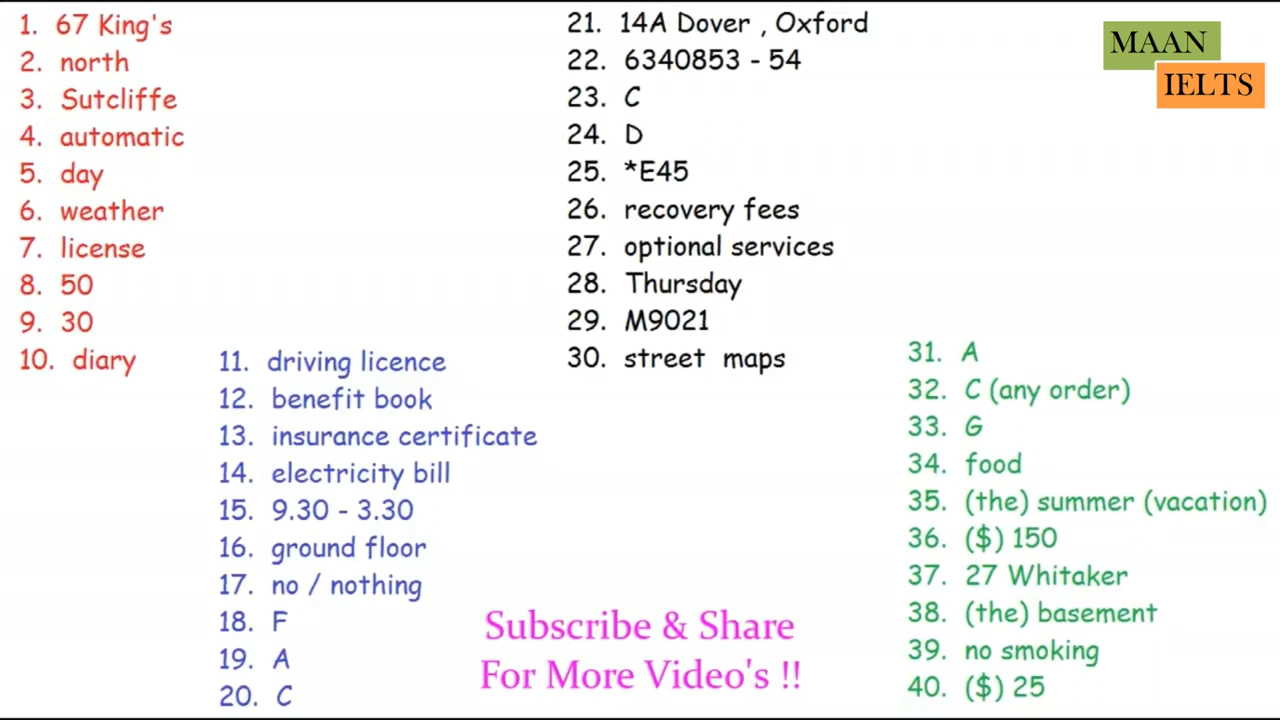 1. 67 King's
2. north
3. Sutcliffe
4. automatic
5. day
6. weather
7. license
8. 50
9. 30
10. diary
11. driving licence
12. benefit book
13. insurance certificate
14. electricity bill
15. 9.30 - 3.30
16. ground floor
17. no / nothing
18. F
19. A
20. C
21. 14A Dover , Oxford
22. 6340853 - 54
23. C
24. D
25. *E45
26. recovery fees
27. optional services
28. Thursday
29. M9021
30. street maps
31. A
32. C (any order)
33. G
34. food
35. (the) summer (vacation)
36. ($) 150
37. 27 Whitaker
38. (the) basement
39. no smoking
40. ($) 25
MAAN
IELTS
Subscribe & Share
For More Video's !!